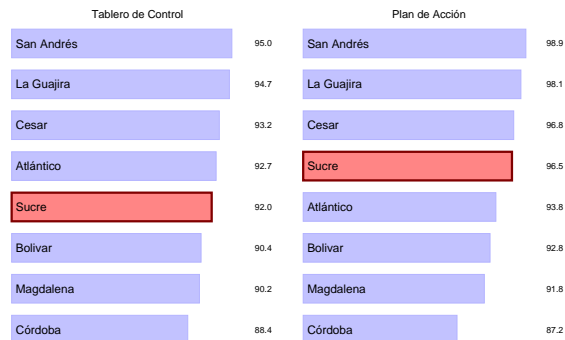 Tablero de Control
San Andrés 95.0
La Guajira 94.7
Cesar 93.2
Atlántico 92.7
Sucre 92.0
Bolivar 90.4
Magdalena 90.2
Córdoba 88.4
Plan de Acción
San Andrés 98.9
La Guajira 98.1
Cesar 96.8
Sucre 96.5
Atlántico 93.8
Bolivar 92.8
Magdalena 91.8
Córdoba 87.2